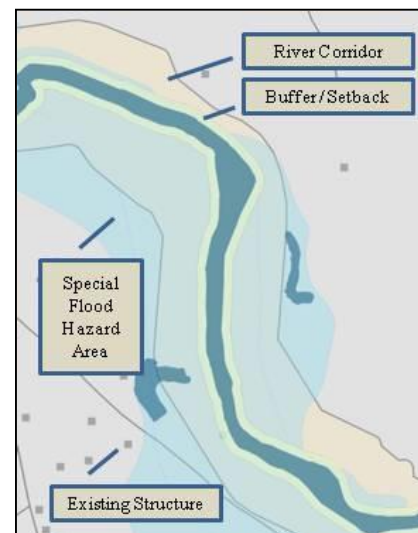 River Corridor
Buffer/Setback
Special
Flood
Hazard
Area
Existing Structure